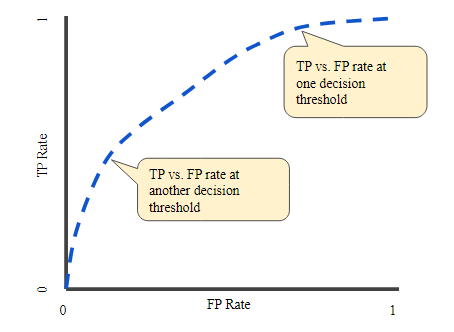 1
TP vs. FP rate at
one decision
threshold
TP Rate
TP vs. FP rate at
another decision
threshold
0
0
FP Rate
1